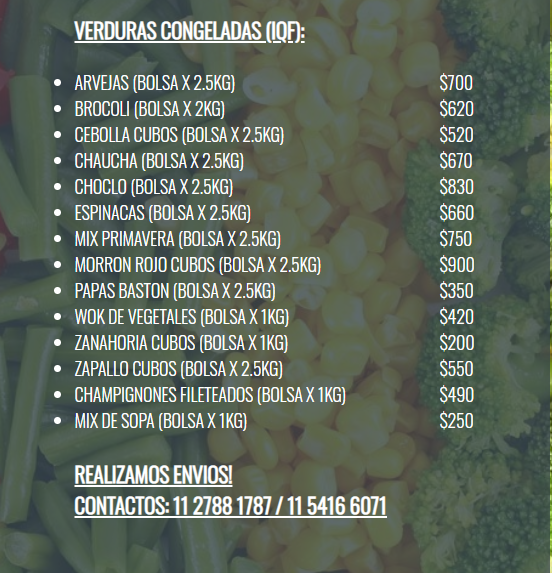 VERDURAS CONGELADAS (IQF):
ARVEJAS (BOLSA X 2.5KG) $700
BROCOLI (BOLSA X 2KG) $620
CEBOLLA CUBOS (BOLSA X 2.5KG) $520
CHAUCHA (BOLSA X 2.5KG) $670
CHOCLO (BOLSA X 2.5KG) $830
ESPINACAS (BOLSA X 2.5KG) $660
MIX PRIMAVERA (BOLSA X 2.5KG) $750
MORRON ROJO CUBOS (BOLSA X 2.5KG) $900
PAPAS BASTON (BOLSA X 2.5KG) $350
WOK DE VEGETALES (BOLSA X 1KG) $420
ZANAHORIA CUBOS (BOLSA X 1KG) $200
ZAPALLO CUBOS (BOLSA X 2.5KG) $550
CHAMPIGNONES FILETEADOS (BOLSA X 1KG) $490
MIX DE SOPA (BOLSA X 1KG) $250
REALIZAMOS ENVIOS!
CONTACTOS: 11 2788 1787 / 11 5416 6071